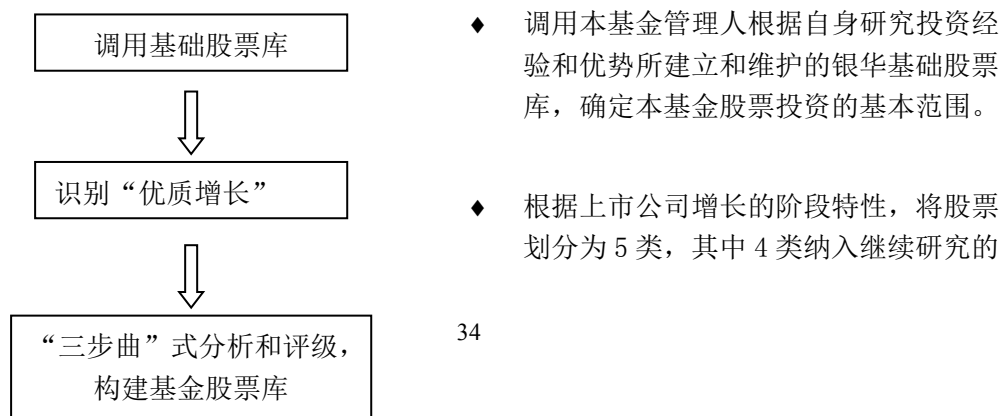 调用基础股票库
识别“优质增长”
“三步曲”式分析和评级，
构建基金股票库
♦ 调用本基金管理人根据自身研究投资经
验和优势所建立和维护的银华基础股票
库，确定本基金股票投资的基本范围。
♦ 根据上市公司增长的阶段特性，将股票
划分为 5 类，其中 4 类纳入继续研究的
34